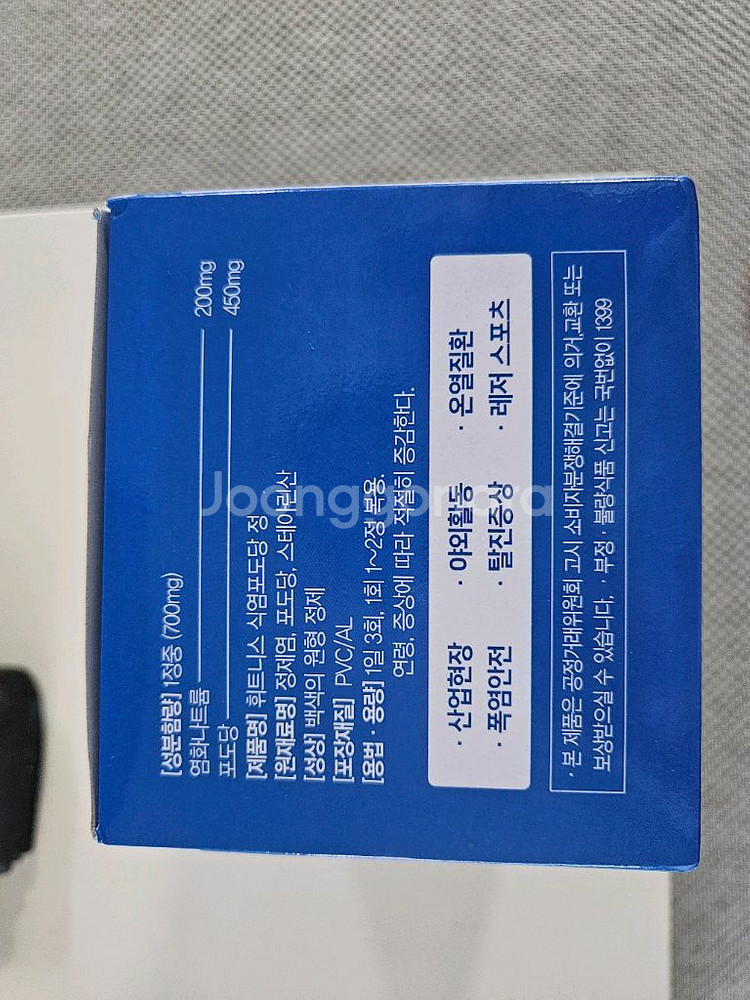 [성분함량] 1정중 (700mg)
염화나트륨 200mg
포도당 450mg
[제품명] 휘트니스 식염포도당 정
[원재료명] 정제염, 포도당, 스테아린산
[성상] 백색의 원형 정제
[포장재질] PVC/AL
[용법·용량] 1일 3회, 1회 1~2정 복용.
연령, 증상에 따라 적절히 증감한다.
· 산업현장 · 야외활동 · 온열질환
· 폭염안전 · 탈진증상 · 레저 스포츠
· 본 제품은 공정거래위원회 고시 소비자분쟁해결기준에 의거,교환 또는
보상받으실 수 있습니다. · 부정·불량식품 신고는 국번없이 1399
Joonggonara